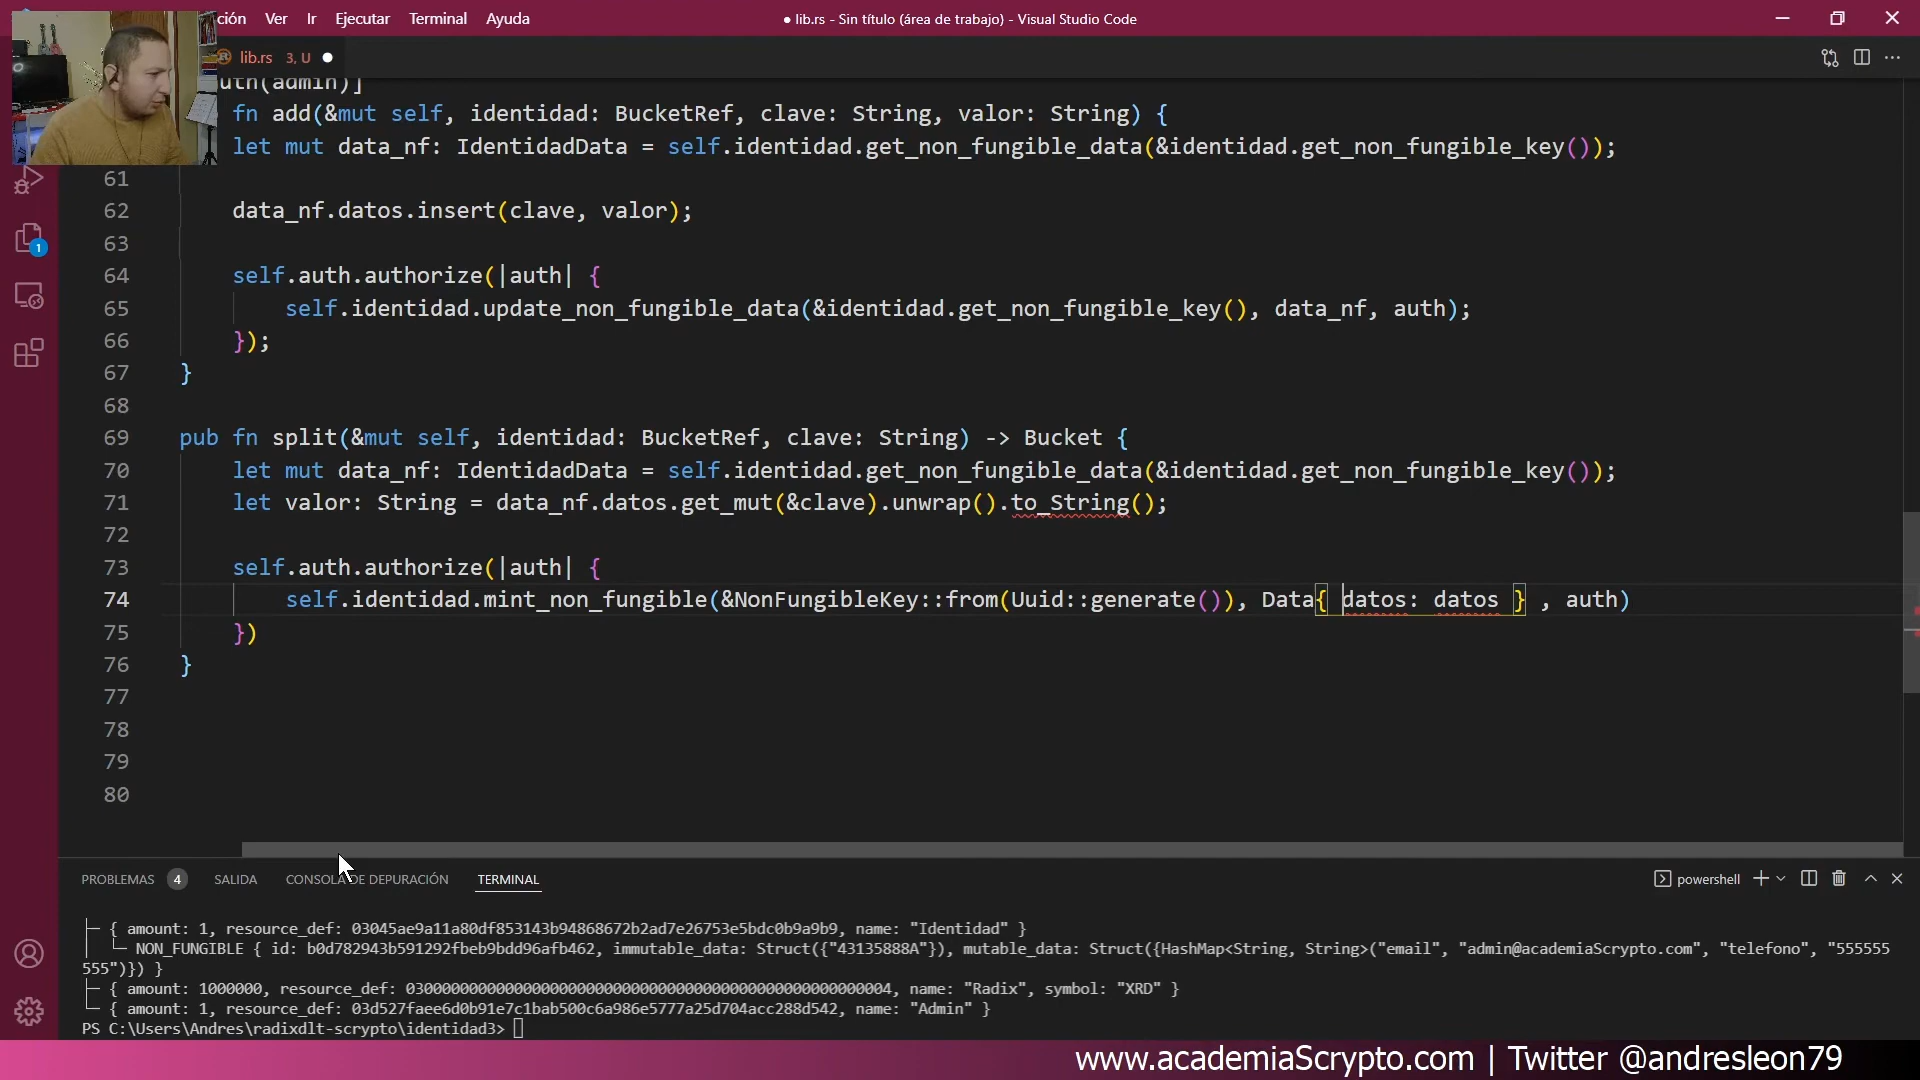 ción Ver Ir Ejecutar Terminal Ayuda
● lib.rs - Sin título (área de trabajo) - Visual Studio Code
lib.rs 3, U
uth(admin)]
fn add(&mut self, identidad: BucketRef, clave: String, valor: String) {
let mut data_nf: IdentidadData = self.identidad.get_non_fungible_data(&identidad.get_non_fungible_key());
61
62 data_nf.datos.insert(clave, valor);
63
64 self.auth.authorize(|auth| {
65 self.identidad.update_non_fungible_data(&identidad.get_non_fungible_key(), data_nf, auth);
66 });
67 }
68
69 pub fn split(&mut self, identidad: BucketRef, clave: String) -> Bucket {
70 let mut data_nf: IdentidadData = self.identidad.get_non_fungible_data(&identidad.get_non_fungible_key());
71 let valor: String = data_nf.datos.get_mut(&clave).unwrap().to_String();
72
73 self.auth.authorize(|auth| {
74 self.identidad.mint_non_fungible(&NonFungibleKey::from(Uuid::generate()), Data{ datos: datos } , auth)
75 })
76 }
77
78
79
80
1
PROBLEMAS 4 SALIDA CONSOLA DE DEPURACIÓN TERMINAL
powershell
├─ { amount: 1, resource_def: 03045ae9a11a80df853143b94868672b2ad7e26753e5bdc0b9a9b9, name: "Identidad" }
│ └─ NON_FUNGIBLE { id: b0d782943b591292fbeb9bdd96afb462, immutable_data: Struct({"43135888A"}), mutable_data: Struct({HashMap<String, String>("email", "admin@academiaScrypto.com", "telefono", "555555
555")}) }
├─ { amount: 1000000, resource_def: 030000000000000000000000000000000000000000000000000004, name: "Radix", symbol: "XRD" }
└─ { amount: 1, resource_def: 03d527faee6d0b91e7c1bab500c6a986e5777a25d704acc288d542, name: "Admin" }
PS C:\Users\Andres\radixdlt-scrypto\identidad3>
www.academiaScrypto.com | Twitter @andresleon79